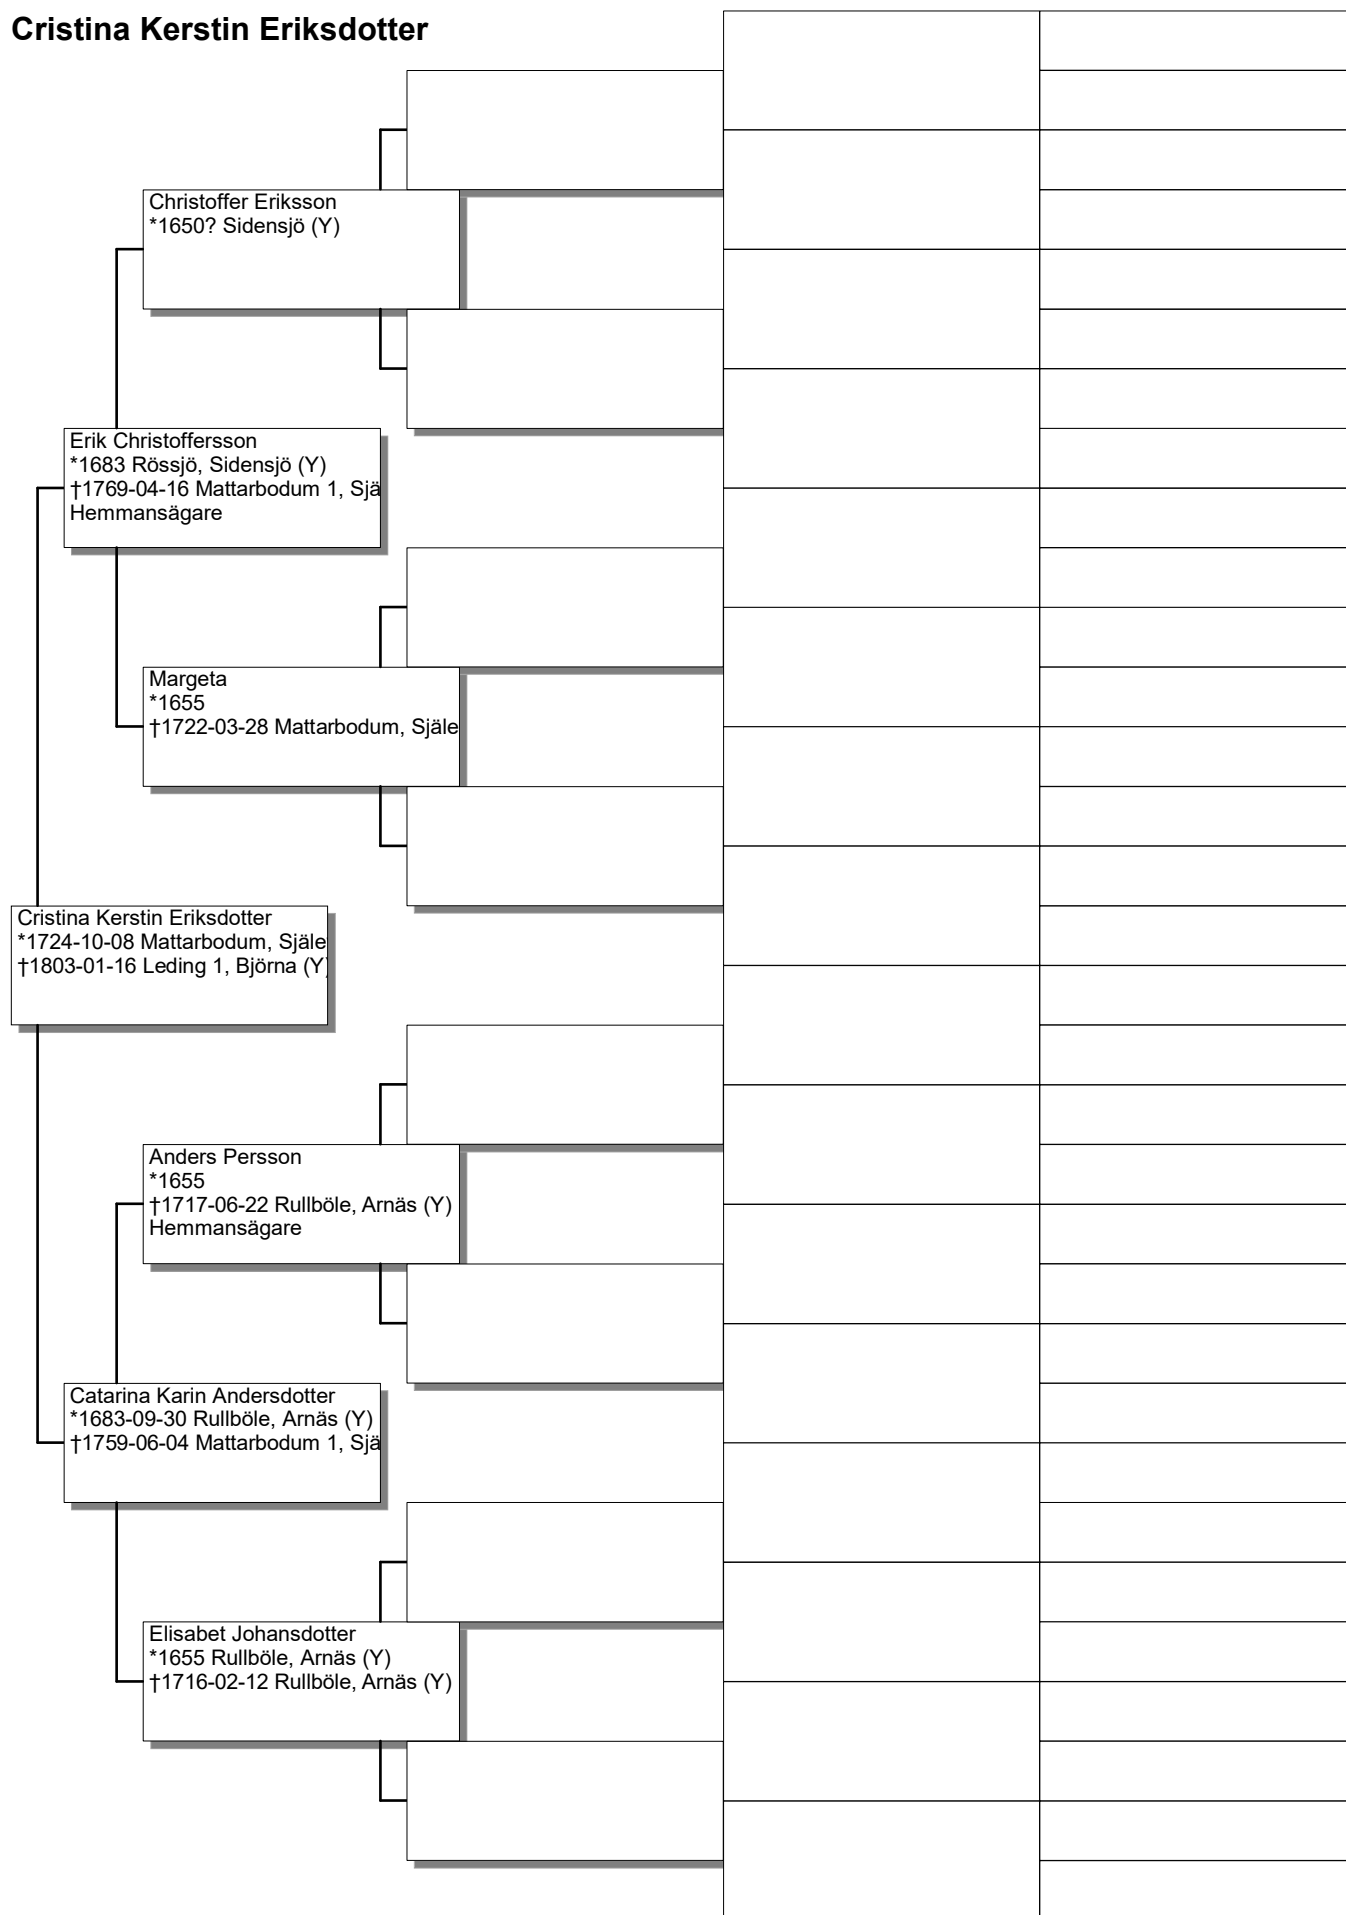 Cristina Kerstin Eriksdotter
Christoffer Eriksson
*1650? Sidensjö (Y)
Erik Christoffersson
*1683 Rössjö, Sidensjö (Y)
†1769-04-16 Mattarbodum 1, Sjä
Hemmansägare
Margeta
*1655
†1722-03-28 Mattarbodum, Själe
Cristina Kerstin Eriksdotter
*1724-10-08 Mattarbodum, Själe
†1803-01-16 Leding 1, Björna (Y)
Anders Persson
*1655
†1717-06-22 Rullböle, Arnäs (Y)
Hemmansägare
Catarina Karin Andersdotter
*1683-09-30 Rullböle, Arnäs (Y)
†1759-06-04 Mattarbodum 1, Sjä
Elisabet Johansdotter
*1655 Rullböle, Arnäs (Y)
†1716-02-12 Rullböle, Arnäs (Y)